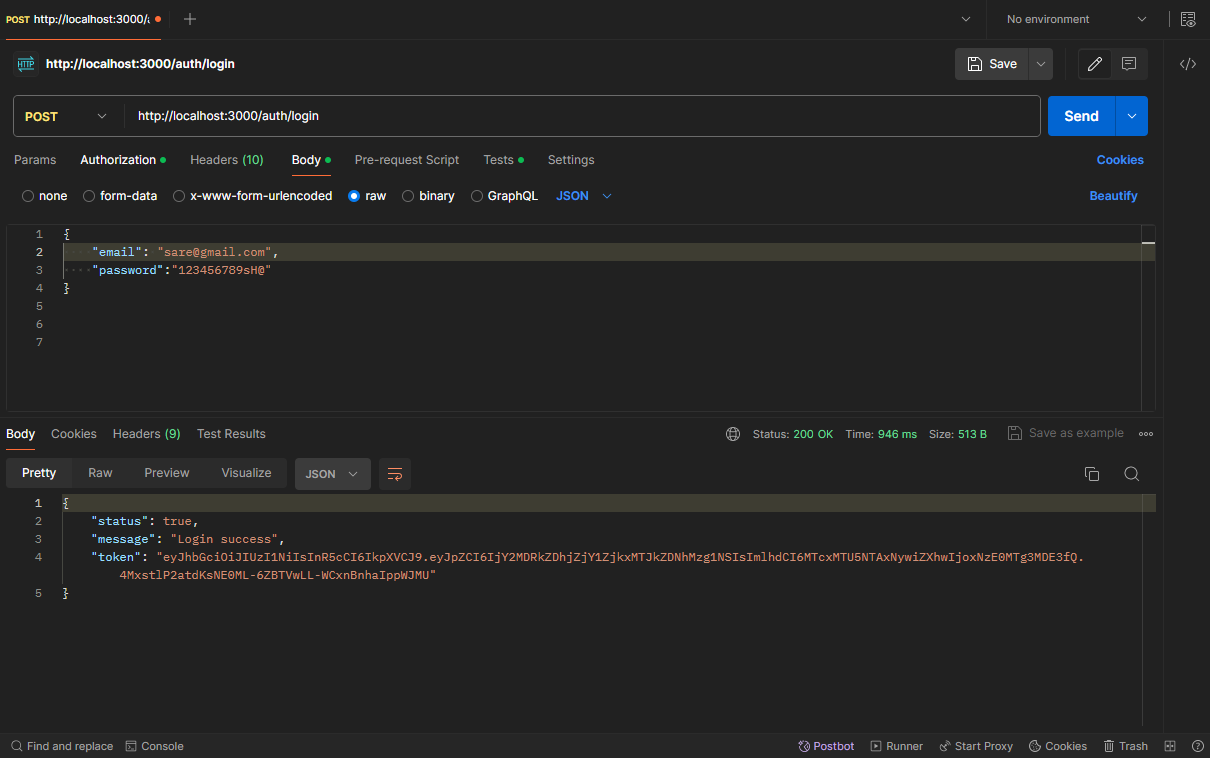 POST http://localhost:3000/a
No environment
HTTP http://localhost:3000/auth/login
Save
POST http://localhost:3000/auth/login Send
Params Authorization Headers (10) Body Pre-request Script Tests Settings Cookies
none form-data x-www-form-urlencoded raw binary GraphQL JSON Beautify
1 {
2 "email": "sare@gmail.com",
3 "password":"123456789sH@"
4 }
5
6
7
Body Cookies Headers (9) Test Results Status: 200 OK Time: 946 ms Size: 513 B Save as example
Pretty Raw Preview Visualize JSON
1 {
2 "status": true,
3 "message": "Login success",
4 "token": "eyJhbGciOiJIUzI1NiIsInR5cCI6IkpXVCJ9.eyJpZCI6IjY2MDRkZDhjZjY1ZjkxMTJkZDNhMzg1NSIsImlhdCI6MTcxMTU5NTAxNywiZXhwIjoxNzE0MTg3MDE3fQ.
4MxstlP2atdKsNE0ML-6ZBTVwLL-WCxnBnhaIppWJMU"
5 }
Find and replace Console Postbot Runner Start Proxy Cookies Trash